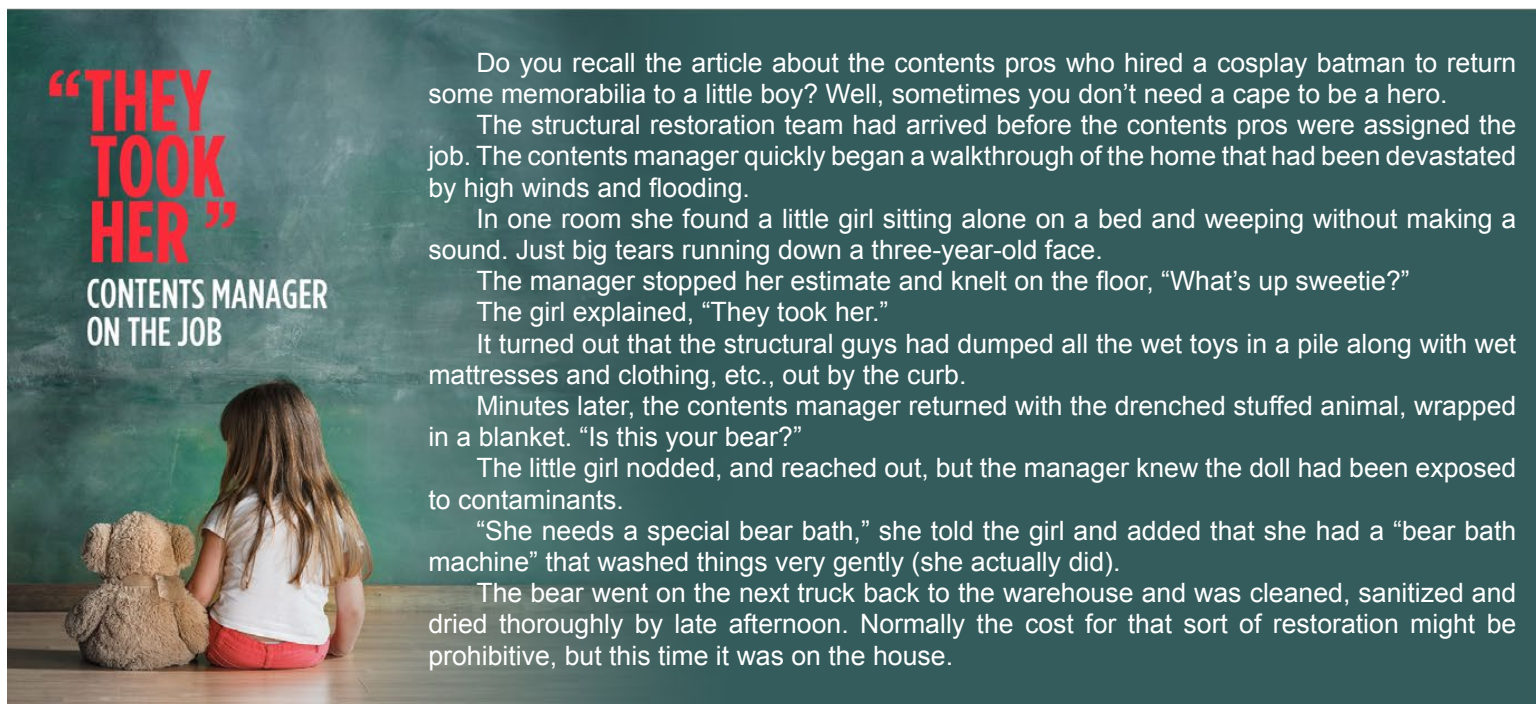 “THEY
TOOK
HER ”
CONTENTS MANAGER
ON THE JOB
Do you recall the article about the contents pros who hired a cosplay batman to return
some memorabilia to a little boy? Well, sometimes you don’t need a cape to be a hero.
The structural restoration team had arrived before the contents pros were assigned the
job. The contents manager quickly began a walkthrough of the home that had been devastated
by high winds and flooding.
In one room she found a little girl sitting alone on a bed and weeping without making a
sound. Just big tears running down a three-year-old face.
The manager stopped her estimate and knelt on the floor, “What’s up sweetie?”
The girl explained, “They took her.”
It turned out that the structural guys had dumped all the wet toys in a pile along with wet
mattresses and clothing, etc., out by the curb.
Minutes later, the contents manager returned with the drenched stuffed animal, wrapped
in a blanket. “Is this your bear?”
The little girl nodded, and reached out, but the manager knew the doll had been exposed
to contaminants.
“She needs a special bear bath,” she told the girl and added that she had a “bear bath
machine” that washed things very gently (she actually did).
The bear went on the next truck back to the warehouse and was cleaned, sanitized and
dried thoroughly by late afternoon. Normally the cost for that sort of restoration might be
prohibitive, but this time it was on the house.